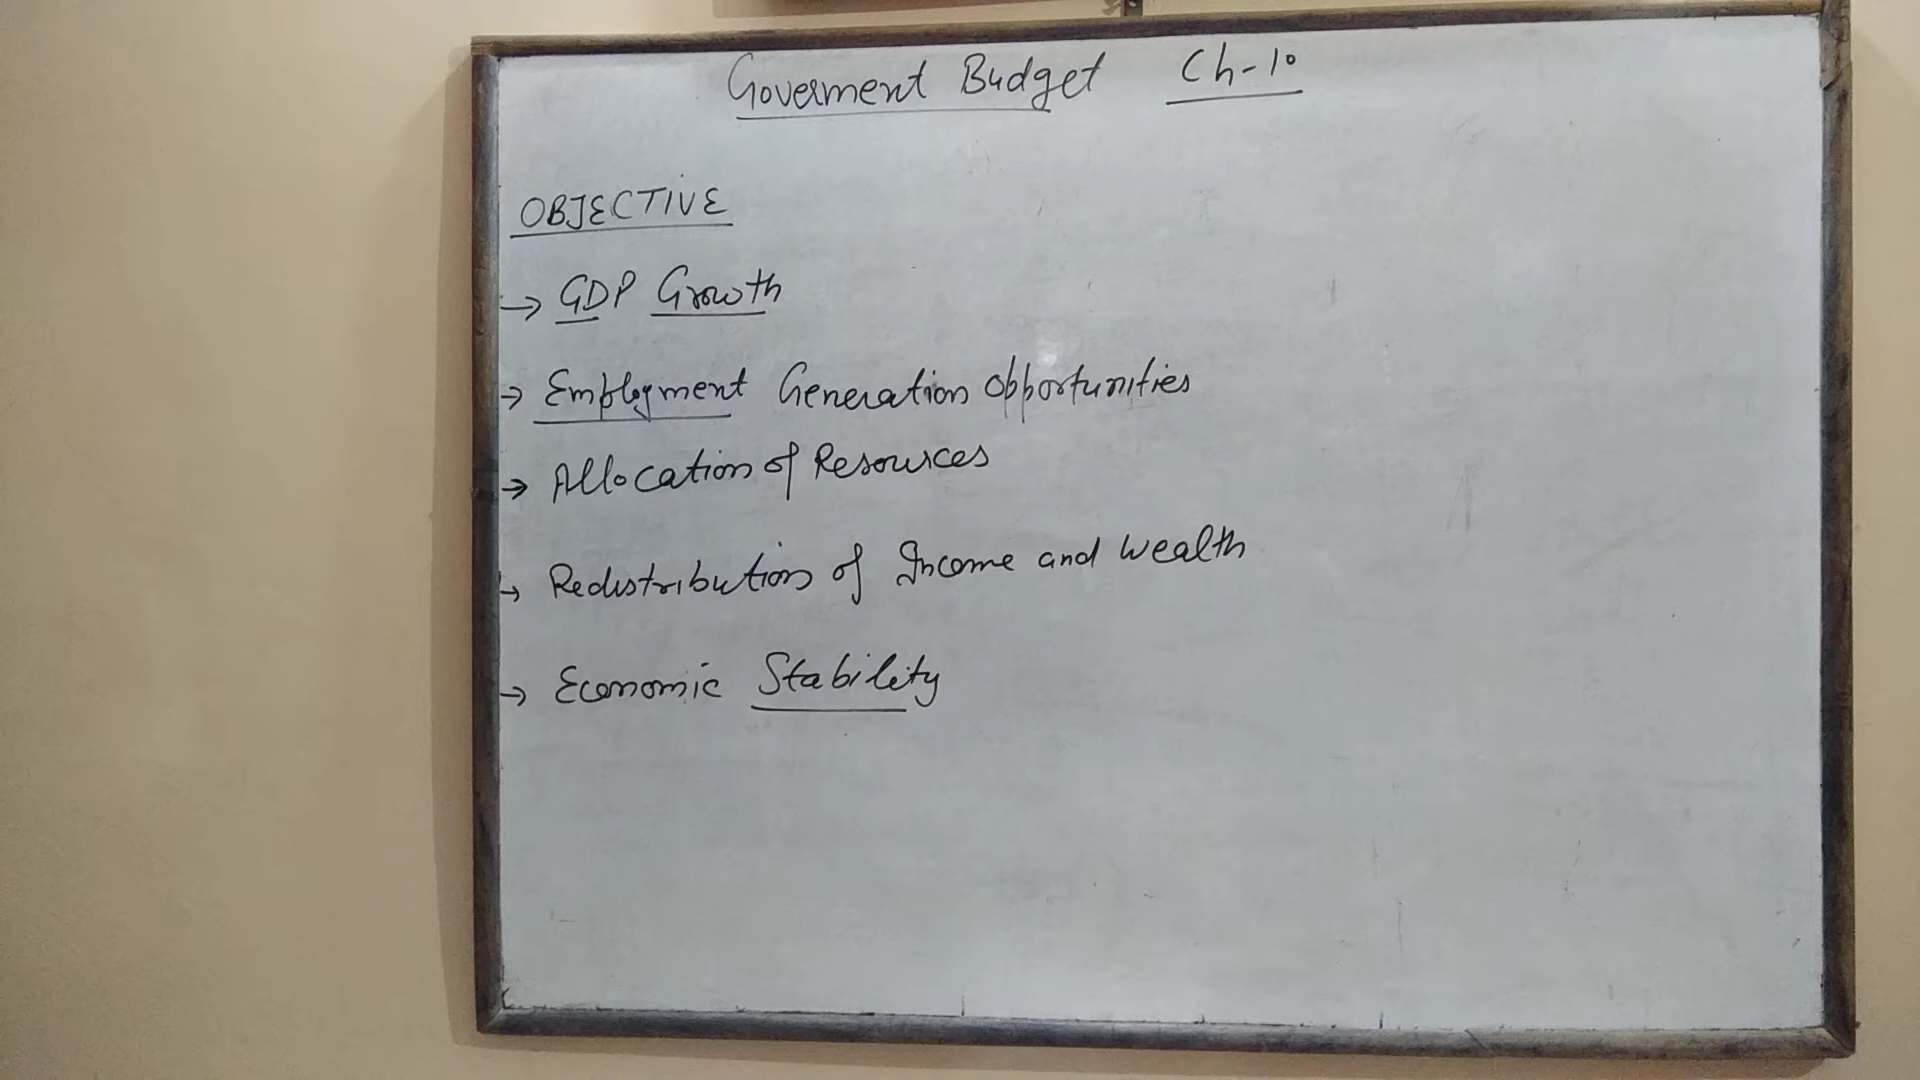 Goverment Budget Ch-10
OBJECTIVE
→ GDP Growth
→ Employment Generation opportunities
→ Allocation of Resources
→ Redistribution of Income and Wealth
→ Economic Stability